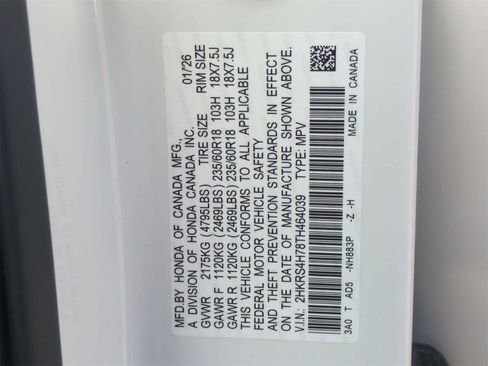 MFD.BY HONDA OF CANADA MFG.,
A DIVISION OF HONDA CANADA INC. 01/26
GVWR 2175KG (4795LBS) TIRE SIZE RIM SIZE
GAWR F 1120KG (2469LBS) 235/60R18 103H 18X7.5J
GAWR R 1120KG (2469LBS) 235/60R18 103H 18X7.5J
THIS VEHICLE CONFORMS TO ALL APPLICABLE
FEDERAL MOTOR VEHICLE SAFETY
AND THEFT PREVENTION STANDARDS IN EFFECT
ON THE DATE OF MANUFACTURE SHOWN ABOVE.
V.I.N.: 2HKRS4H78TH464039 TYPE: MPV
3A0 T AD5 -NH883P -Z -H MADE IN CANADA